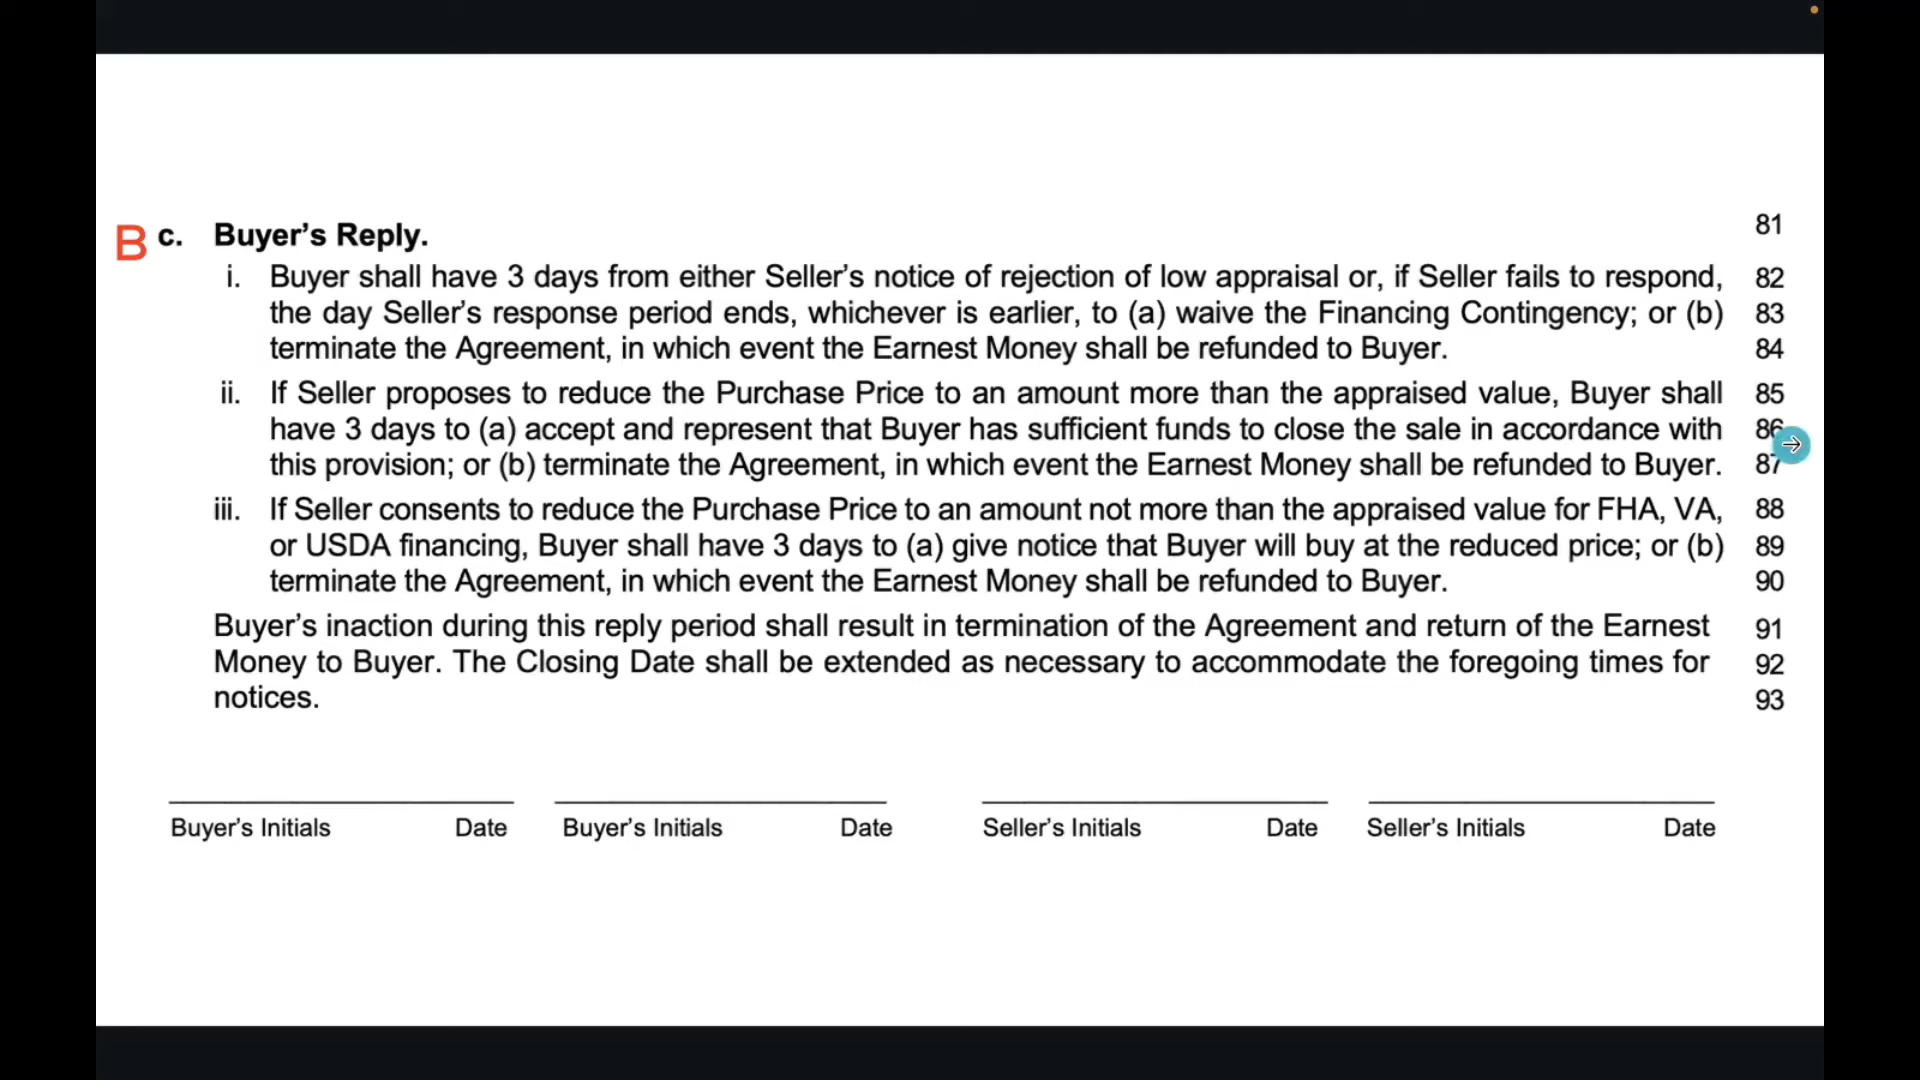 B c. Buyer’s Reply. 81
i. Buyer shall have 3 days from either Seller’s notice of rejection of low appraisal or, if Seller fails to respond, 82
the day Seller’s response period ends, whichever is earlier, to (a) waive the Financing Contingency; or (b) 83
terminate the Agreement, in which event the Earnest Money shall be refunded to Buyer. 84
ii. If Seller proposes to reduce the Purchase Price to an amount more than the appraised value, Buyer shall 85
have 3 days to (a) accept and represent that Buyer has sufficient funds to close the sale in accordance with 86
this provision; or (b) terminate the Agreement, in which event the Earnest Money shall be refunded to Buyer. 87
iii. If Seller consents to reduce the Purchase Price to an amount not more than the appraised value for FHA, VA, 88
or USDA financing, Buyer shall have 3 days to (a) give notice that Buyer will buy at the reduced price; or (b) 89
terminate the Agreement, in which event the Earnest Money shall be refunded to Buyer. 90
Buyer’s inaction during this reply period shall result in termination of the Agreement and return of the Earnest 91
Money to Buyer. The Closing Date shall be extended as necessary to accommodate the foregoing times for 92
notices. 93
Buyer’s Initials Date Buyer’s Initials Date Seller’s Initials Date Seller’s Initials Date